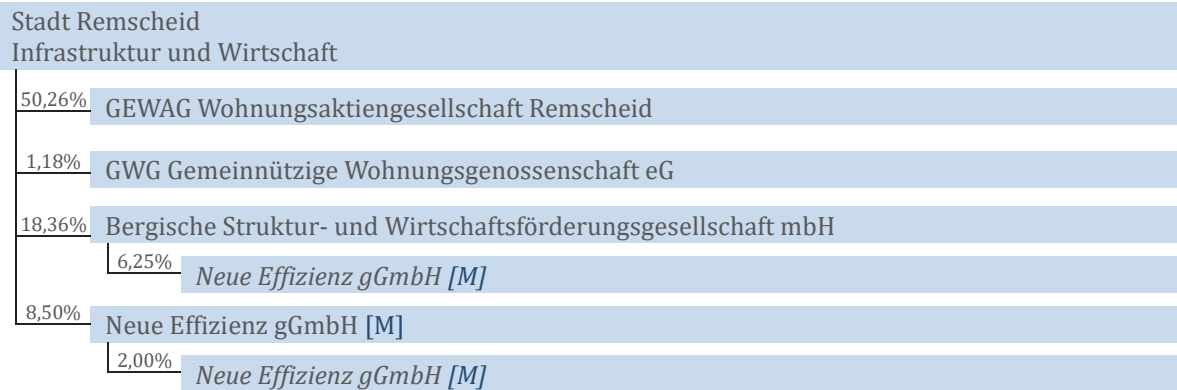 Stadt Remscheid
Infrastruktur und Wirtschaft
50,26% GEWAG Wohnungsaktiengesellschaft Remscheid
1,18% GWG Gemeinnützige Wohnungsgenossenschaft eG
18,36% Bergische Struktur- und Wirtschaftsförderungsgesellschaft mbH
6,25% Neue Effizienz gGmbH [M]
8,50% Neue Effizienz gGmbH [M]
2,00% Neue Effizienz gGmbH [M]